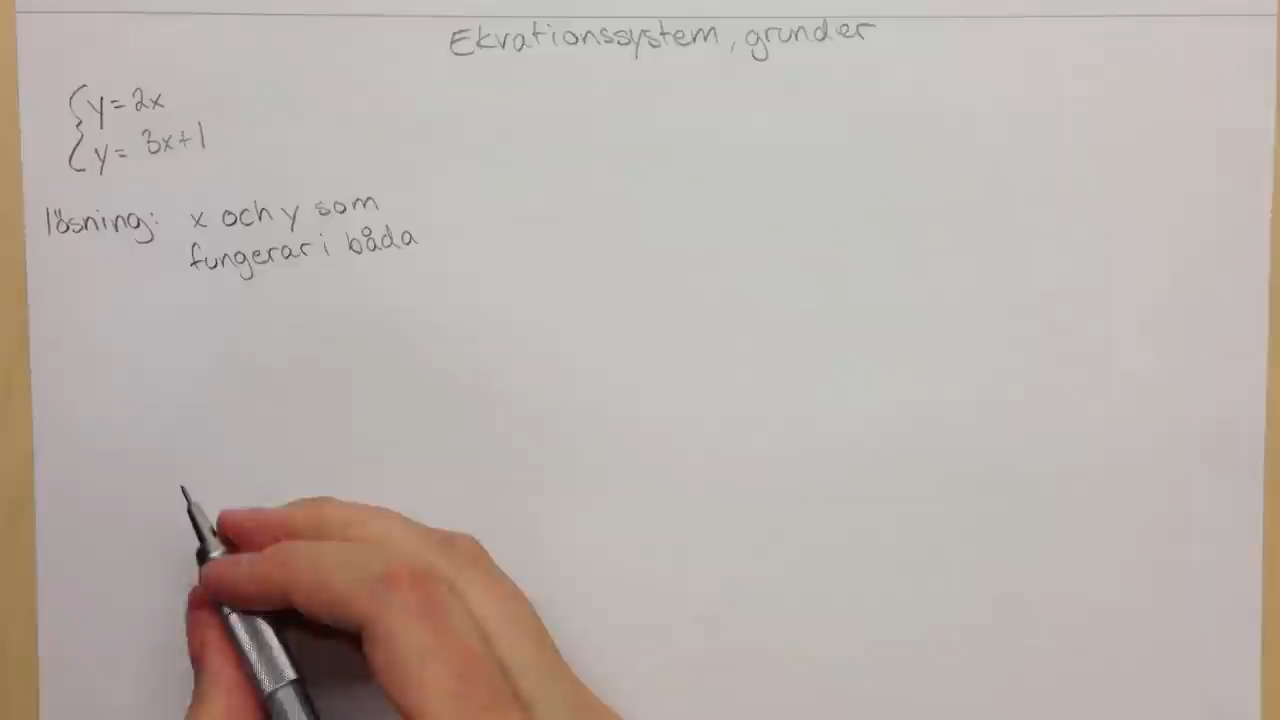 Ekvationssystem, grunder
y=2x
y= 3x+1
lösning: x och y som
fungerar i båda